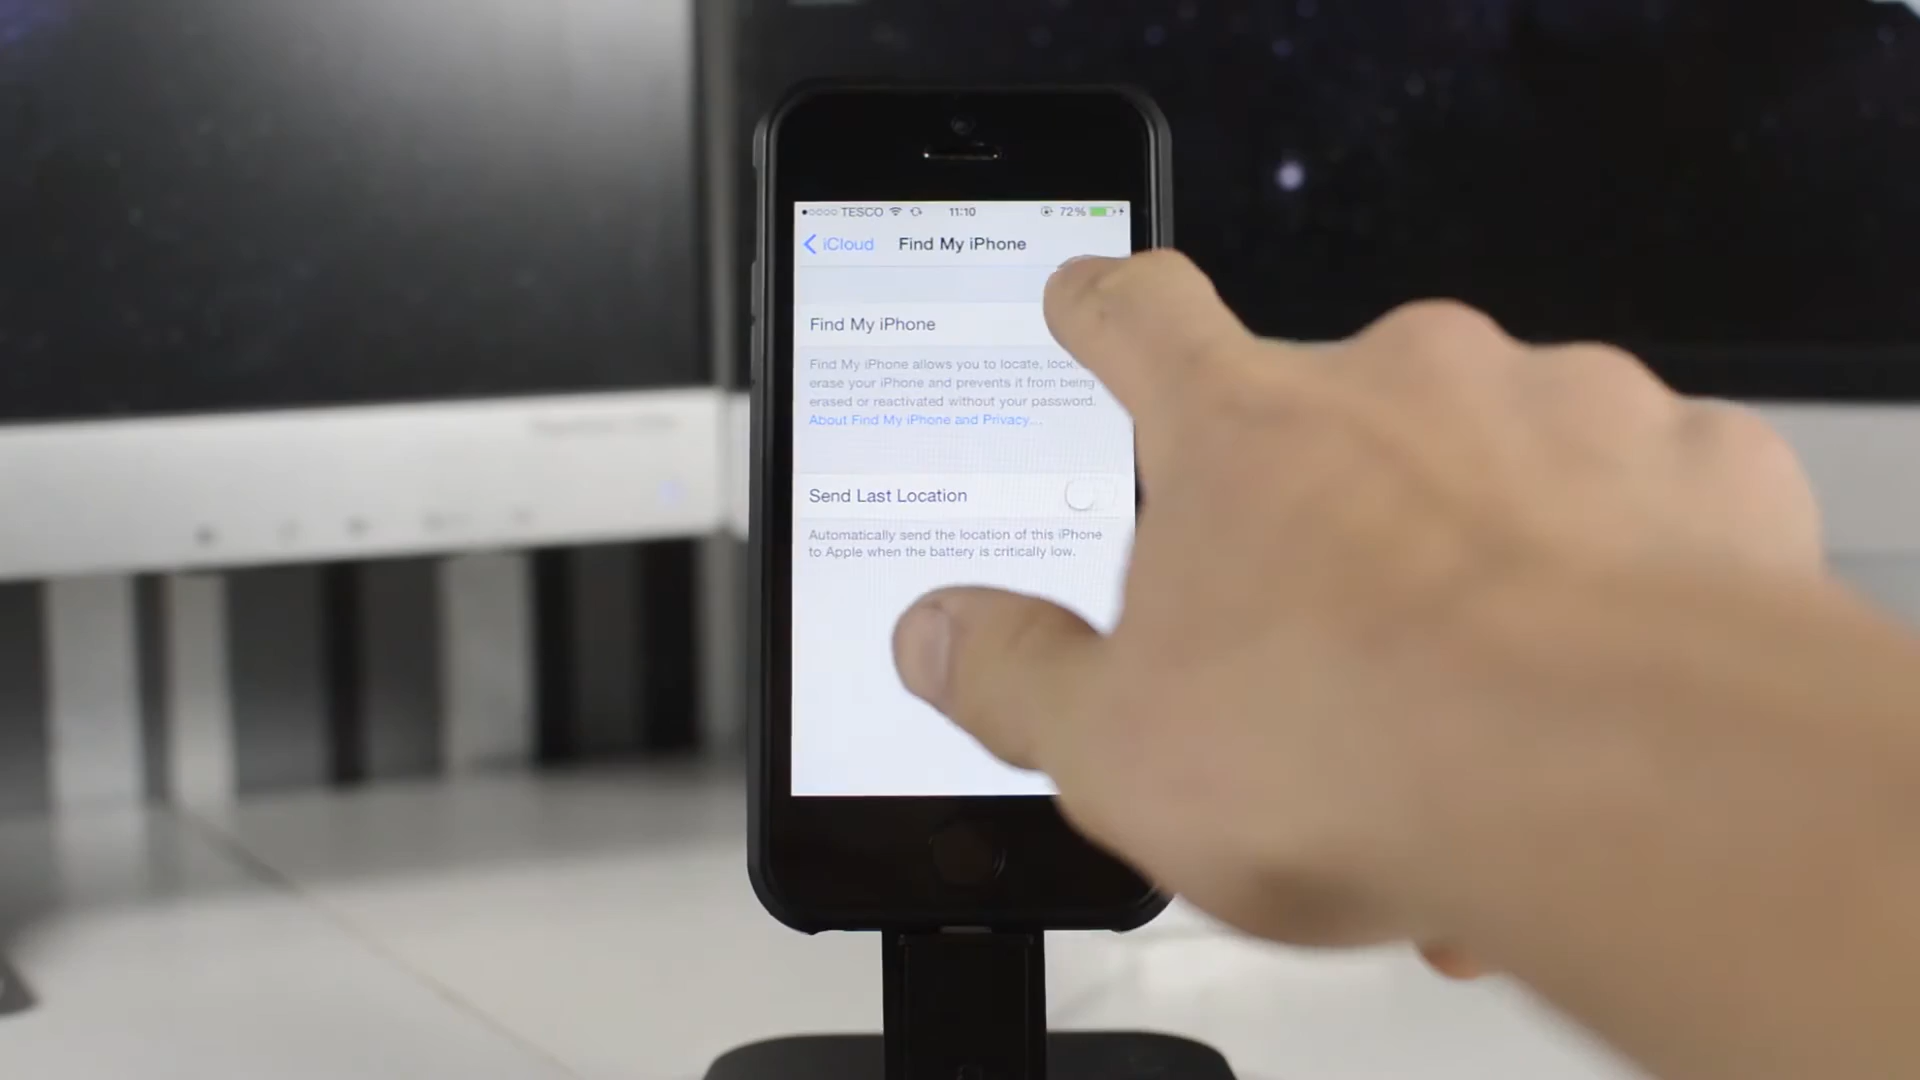 TESCO 11:10 72%
iCloud Find My iPhone
Find My iPhone
Find My iPhone allows you to locate, lock,
erase your iPhone and prevents it from being
erased or reactivated without your password.
About Find My iPhone and Privacy...
Send Last Location
Automatically send the location of this iPhone
to Apple when the battery is critically low.